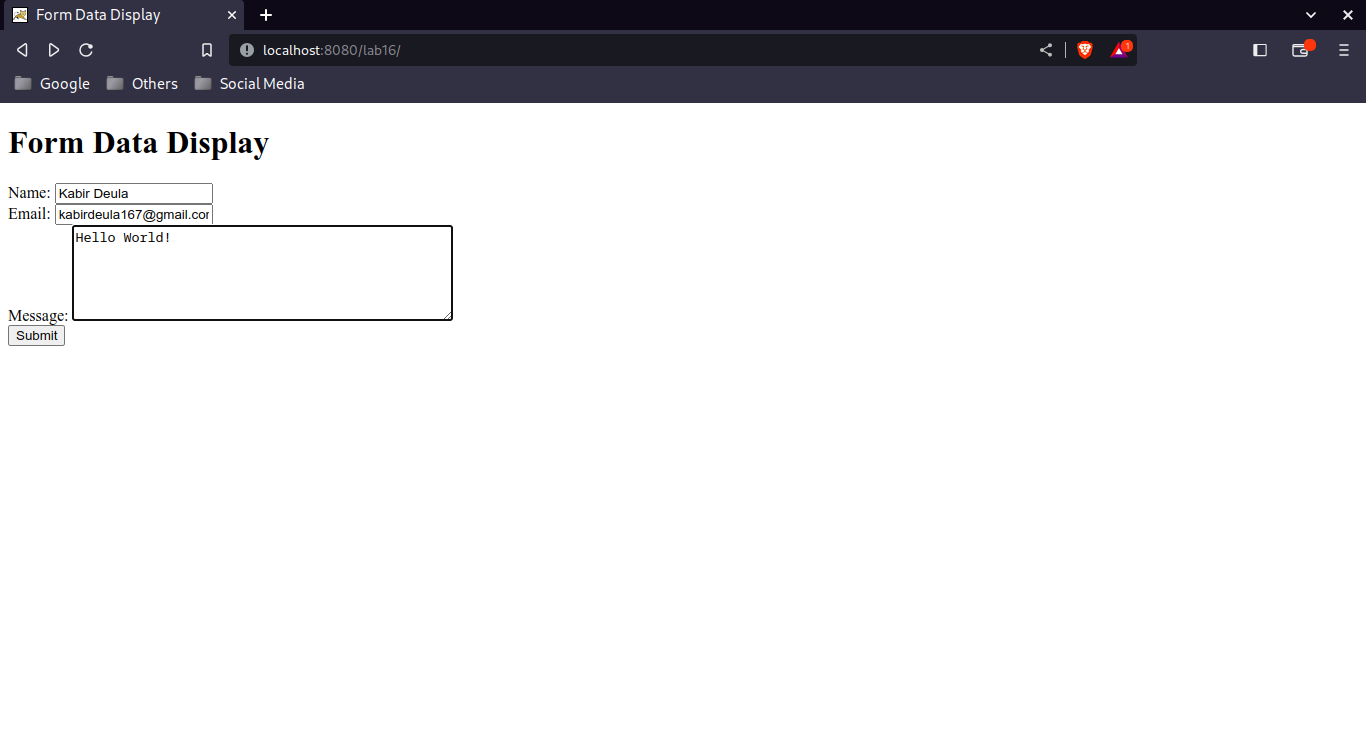 Form Data Display
localhost:8080/lab16/
1
Google Others Social Media
Form Data Display
Name: Kabir Deula
Email: kabirdeula167@gmail.com
Hello World!
Message:
Submit